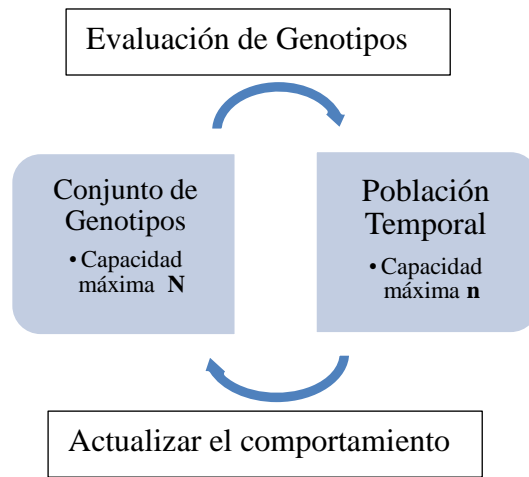 Evaluación de Genotipos
Conjunto de
Genotipos
• Capacidad
máxima N
Población
Temporal
• Capacidad
máxima n
Actualizar el comportamiento